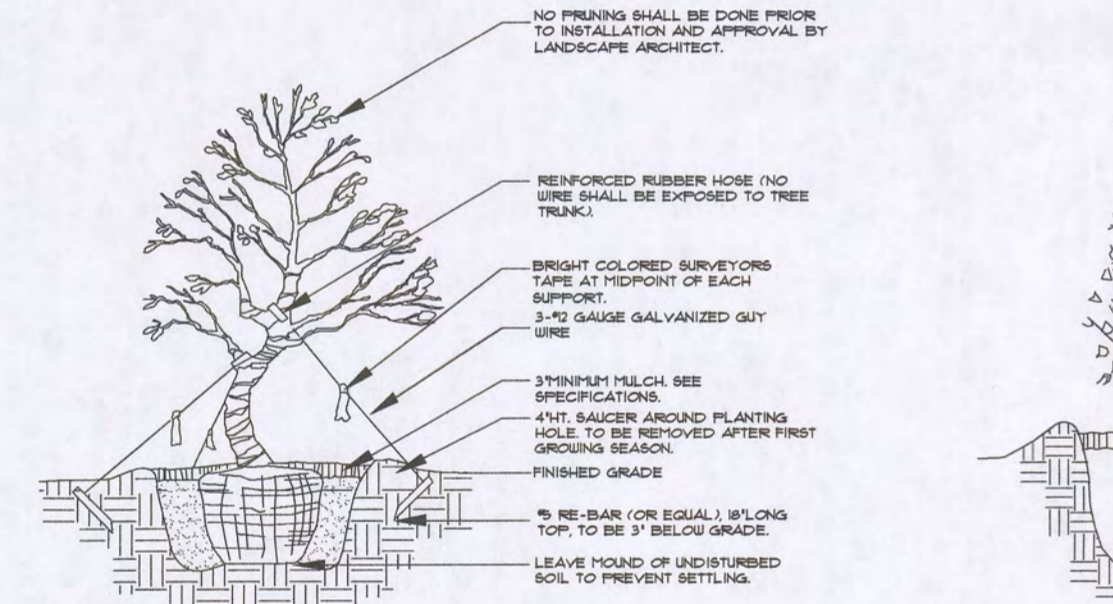 NO PRUNING SHALL BE DONE PRIOR
TO INSTALLATION AND APPROVAL BY
LANDSCAPE ARCHITECT.
REINFORCED RUBBER HOSE (NO
WIRE SHALL BE EXPOSED TO TREE
TRUNK).
BRIGHT COLORED SURVEYORS
TAPE AT MIDPOINT OF EACH
SUPPORT.
3-#12 GAUGE GALVANIZED GUY
WIRE
3"MINIMUM MULCH. SEE
SPECIFICATIONS.
4"HT. SAUCER AROUND PLANTING
HOLE. TO BE REMOVED AFTER FIRST
GROWING SEASON.
FINISHED GRADE
#5 RE-BAR (OR EQUAL), 18"LONG
TOP, TO BE 3" BELOW GRADE.
LEAVE MOUND OF UNDISTURBED
SOIL TO PREVENT SETTLING.